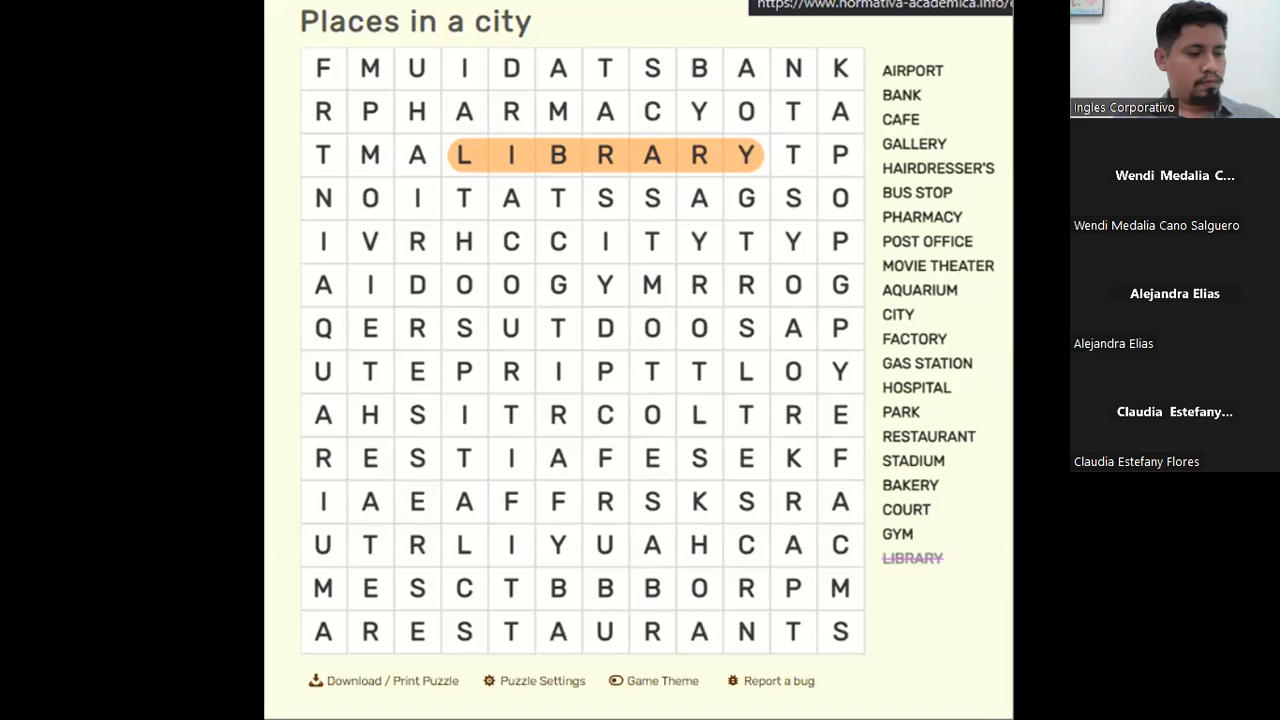 https://www.normativa-academica.info/e
Places in a city
F M U I D A T S B A N K
R P H A R M A C Y O T A
T M A L I B R A R Y T P
N O I T A T S S A G S O
I V R H C C I T Y T Y P
A I D O O G Y M R R O G
Q E R S U T D O O S A P
U T E P R I P T T L O Y
A H S I T R C O L T R E
R E S T I A F E S E K F
I A E A F F R S K S R A
U T R L I Y U A H C A C
M E S C T B B B O R P M
A R E S T A U R A N T S
AIRPORT
BANK
CAFE
GALLERY
HAIRDRESSER'S
BUS STOP
PHARMACY
POST OFFICE
MOVIE THEATER
AQUARIUM
CITY
FACTORY
GAS STATION
HOSPITAL
PARK
RESTAURANT
STADIUM
BAKERY
COURT
GYM
LIBRARY
Download / Print Puzzle
Puzzle Settings
Game Theme
Report a bug
Ingles Corporativo
Wendi Medalia C...
Wendi Medalia Cano Salguero
Alejandra Elias
Alejandra Elias
Claudia Estefany...
Claudia Estefany Flores